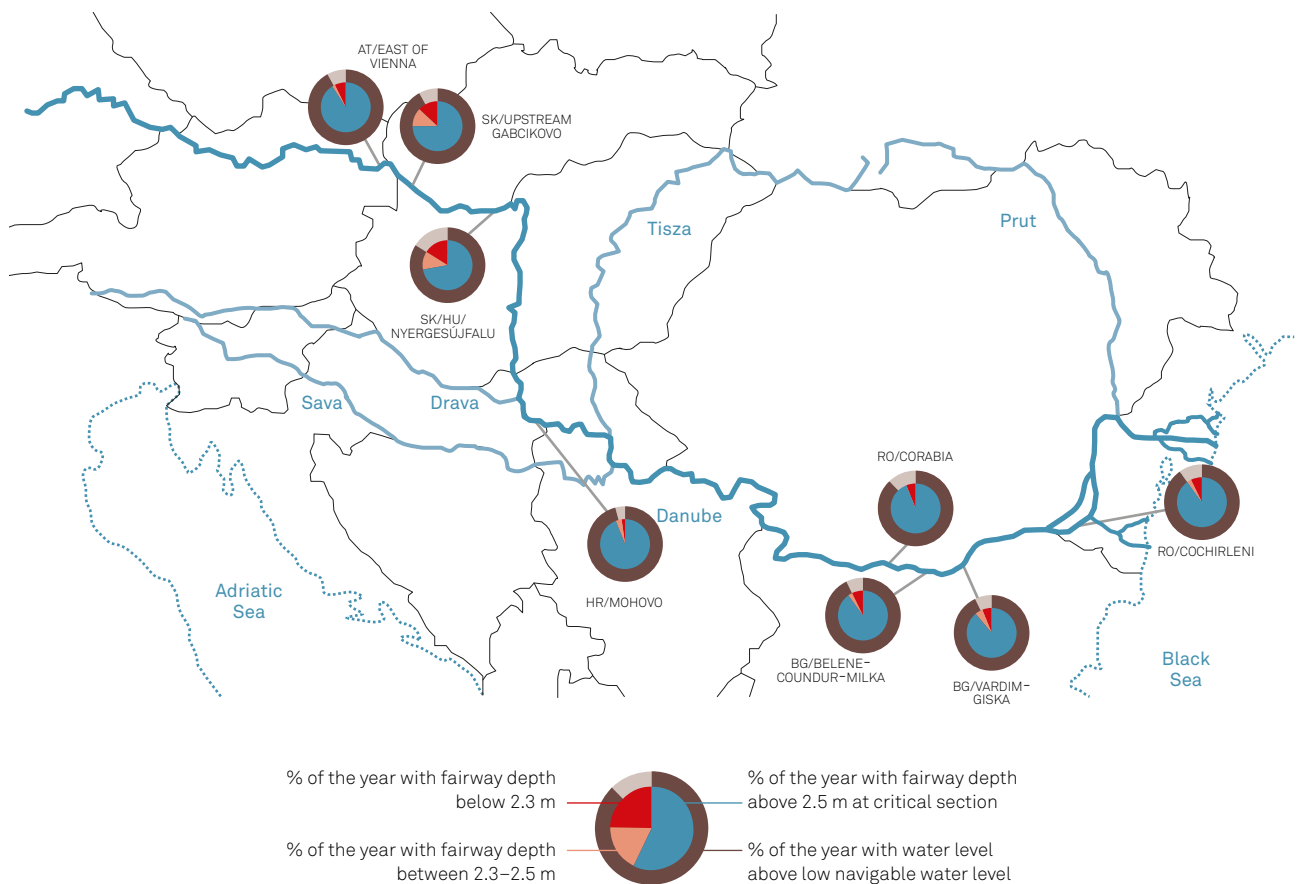 AT/EAST OF
VIENNA
SK/UPSTREAM
GABCIKOVO
Tisza
Prut
SK/HU/
NYERGESÚJFALU
Sava
Drava
RO/CORABIA
Danube
RO/COCHIRLENI
HR/MOHOVO
Adriatic
Sea
BG/BELENE–
COUNDUR–MILKA
BG/VARDIM–
GISKA
Black
Sea
% of the year with fairway depth
below 2.3 m
% of the year with fairway depth
above 2.5 m at critical section
% of the year with fairway depth
between 2.3–2.5 m
% of the year with water level
above low navigable water level